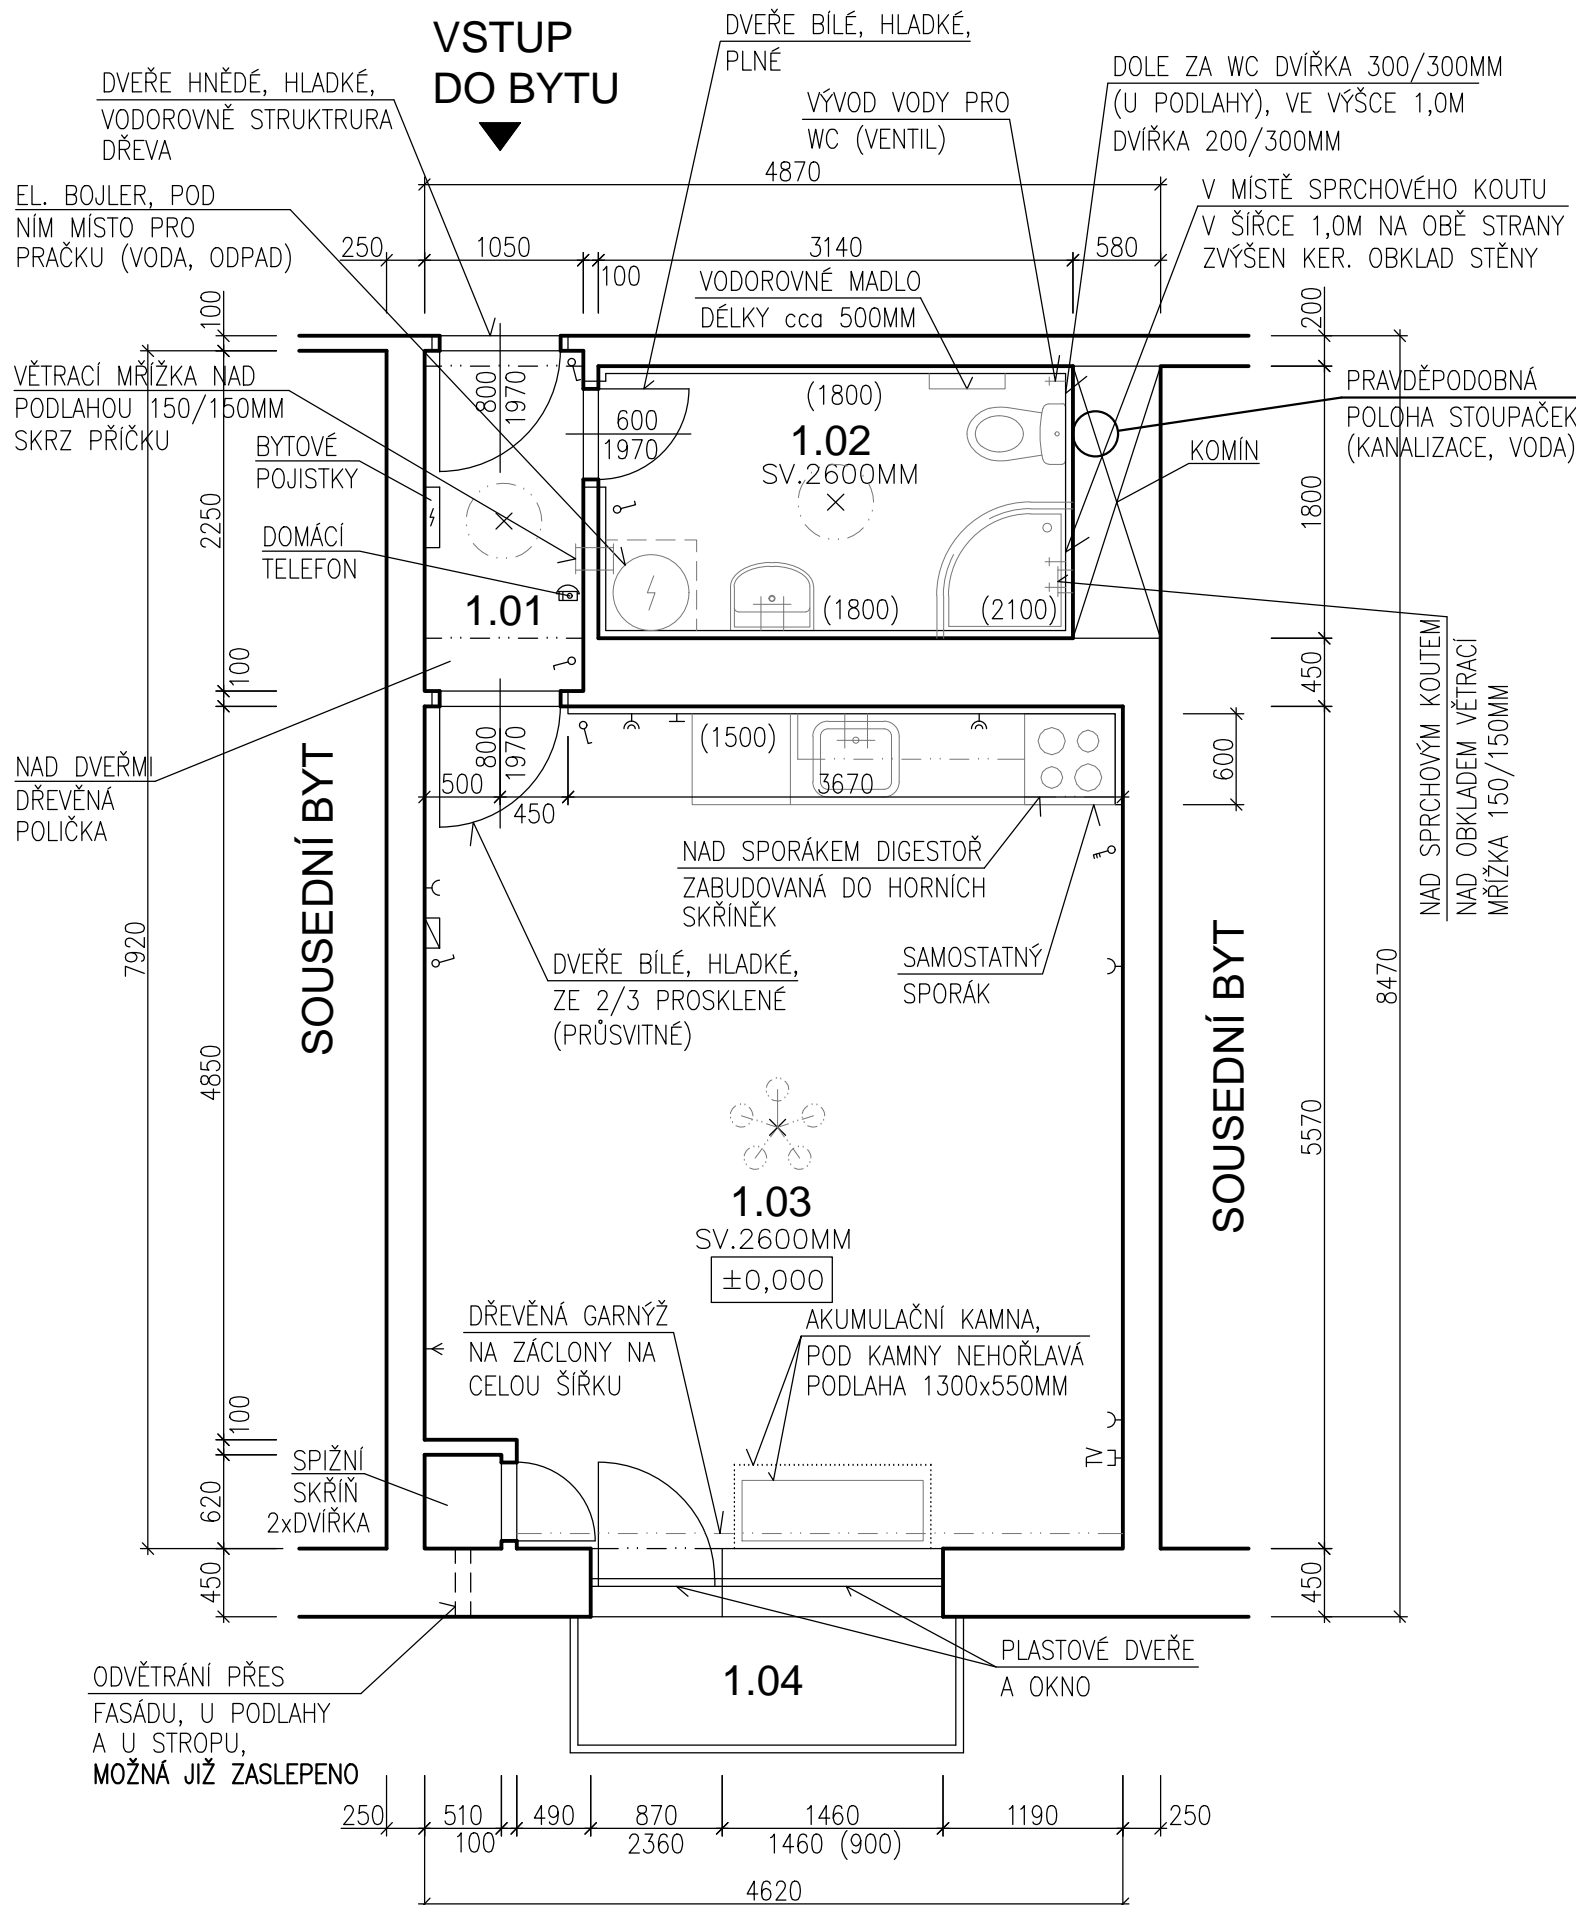 VSTUP
DO BYTU
DVEŘE BÍLÉ, HLADKÉ,
PLNÉ
DVEŘE HNĚDÉ, HLADKÉ,
VODOROVNĚ STRUKTRURA
DŘEVA
VÝVOD VODY PRO
WC (VENTIL)
DOLE ZA WC DVÍŘKA 300/300MM
(U PODLAHY), VE VÝŠCE 1,0M
DVÍŘKA 200/300MM
4870
EL. BOJLER, POD
NÍM MÍSTO PRO
PRAČKU (VODA, ODPAD)
V MÍSTĚ SPRCHOVÉHO KOUTU
V ŠÍŘCE 1,0M NA OBĚ STRANY
ZVÝŠEN KER. OBKLAD STĚNY
250
1050
100
3140
580
VODOROVNÉ MADLO
DÉLKY cca 500MM
100
200
VĚTRACÍ MŘÍŽKA NAD
PODLAHOU 150/150MM
SKRZ PŘÍČKU
800
1970
600
1970
(1800)
1.02
SV.2600MM
PRAVDĚPODOBNÁ
POLOHA STOUPAČEK
(KANALIZACE, VODA)
KOMÍN
BYTOVÉ
POJISTKY
2250
1800
DOMÁCÍ
TELEFON
1.01
(1800)
(2100)
NAD SPRCHOVÝM KOUTEM
NAD OBKLADEM VĚTRACÍ
MŘÍŽKA 150/150MM
100
450
NAD DVEŘMI
DŘEVĚNÁ
POLIČKA
800
1970
(1500)
500
450
3670
600
SOUSEDNÍ BYT
NAD SPORÁKEM DIGESTOŘ
ZABUDOVANÁ DO HORNÍCH
SKŘÍNĚK
7920
DVEŘE BÍLÉ, HLADKÉ,
ZE 2/3 PROSKLENÉ
(PRŮSVITNÉ)
SAMOSTATNÝ
SPORÁK
SOUSEDNÍ BYT
8470
4850
5570
1.03
SV.2600MM
±0,000
DŘEVĚNÁ GARNÝŽ
NA ZÁCLONY NA
CELOU ŠÍŘKU
AKUMULAČNÍ KAMNA,
POD KAMNY NEHOŘLAVÁ
PODLAHA 1300x550MM
100
TV
SPIŽNÍ
SKŘÍŇ
2xDVÍŘKA
620
450
450
ODVĚTRÁNÍ PŘES
FASÁDU, U PODLAHY
A U STROPU,
MOŽNÁ JIŽ ZASLEPENO
1.04
PLASTOVÉ DVEŘE
A OKNO
250
510
100
490
870
2360
1460
1460 (900)
1190
250
4620